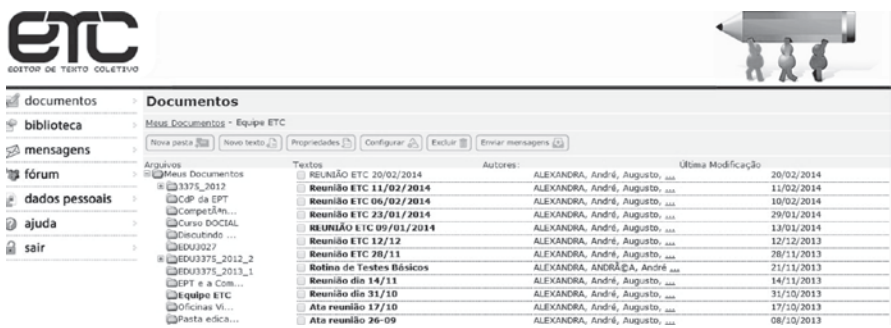 ETC
EDITOR DE TEXTO COLETIVO
documentos
biblioteca
mensagens
fórum
dados pessoais
ajuda
sair
Documentos
Meus Documentos - Equipe ETC
Nova pasta Novo texto Propriedades Configurar Excluir Enviar mensagens
Arquivos
Meus Documentos
3375_2012
CdP da EPT
CompetÃªn...
Curso DOCIAL
Discutindo ...
EDU3027
EDU3375_2012_2
EDU3375_2013_1
EPT e a Com...
Equipe ETC
Oficinas Vi...
Pasta edica...
Textos Autores: Última Modificação
REUNIÃO ETC 20/02/2014 ALEXANDRA, André, Augusto, ... 20/02/2014
Reunião ETC 11/02/2014 ALEXANDRA, André, Augusto, ... 11/02/2014
Reunião ETC 06/02/2014 ALEXANDRA, André, Augusto, ... 10/02/2014
Reunião ETC 23/01/2014 ALEXANDRA, André, Augusto, ... 29/01/2014
REUNIÃO ETC 09/01/2014 ALEXANDRA, André, Augusto, ... 13/01/2014
Reunião ETC 12/12 ALEXANDRA, André, Augusto, ... 12/12/2013
Reunião ETC 28/11 ALEXANDRA, André, Augusto, ... 28/11/2013
Rotina de Testes Básicos ALEXANDRA, ANDRÃ©A, André ... 21/11/2013
Reunião dia 14/11 ALEXANDRA, André, Augusto, ... 14/11/2013
Reunião dia 31/10 ALEXANDRA, André, Augusto, ... 31/10/2013
Ata reunião 17/10 ALEXANDRA, André, Augusto, ... 17/10/2013
Ata reunião 26-09 ALEXANDRA, André, Augusto, ... 08/10/2013